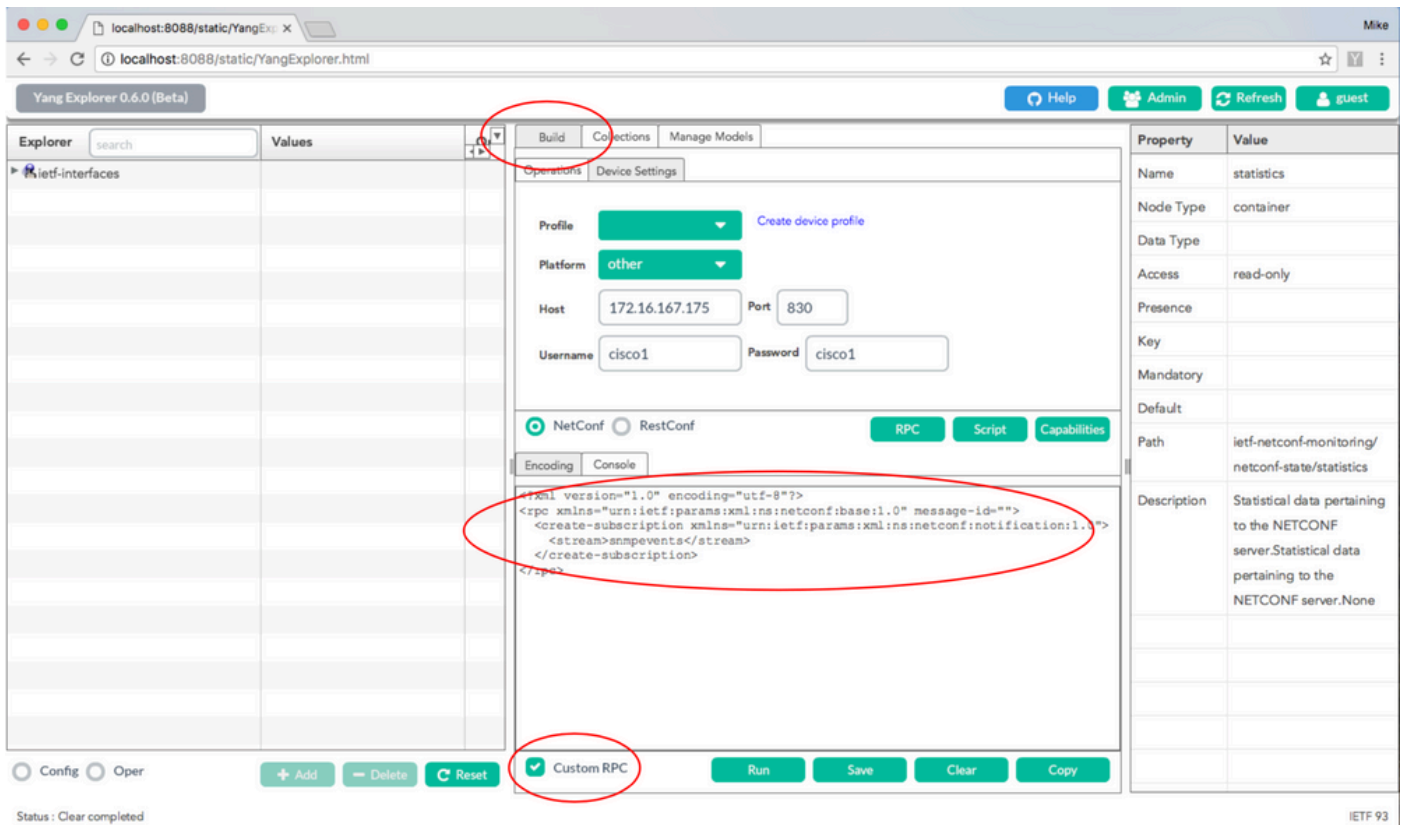 localhost:8088/static/YangExp
Mike
localhost:8088/static/YangExplorer.html
Yang Explorer 0.6.0 (Beta)
Help
Admin
Refresh
guest
Explorer
search
Values
ietf-interfaces
Build
Collections
Manage Models
Operations
Device Settings
Profile
Create device profile
Platform
other
Host
172.16.167.175
Port
830
Username
cisco1
Password
cisco1
NetConf
RestConf
RPC
Script
Capabilities
Encoding
Console
<?xml version="1.0" encoding="utf-8"?>
<rpc xmlns="urn:ietf:params:xml:ns:netconf:base:1.0" message-id="">
<create-subscription xmlns="urn:ietf:params:xml:ns:netconf:notification:1.0">
<stream>snmpevents</stream>
</create-subscription>
</rpc>
Custom RPC
Run
Save
Clear
Copy
Config
Oper
Add
Delete
Reset
Status : Clear completed
Property
Value
Name
statistics
Node Type
container
Data Type
Access
read-only
Presence
Key
Mandatory
Default
Path
ietf-netconf-monitoring/
netconf-state/statistics
Description
Statistical data pertaining
to the NETCONF
server.Statistical data
pertaining to the
NETCONF server.None
IETF 93